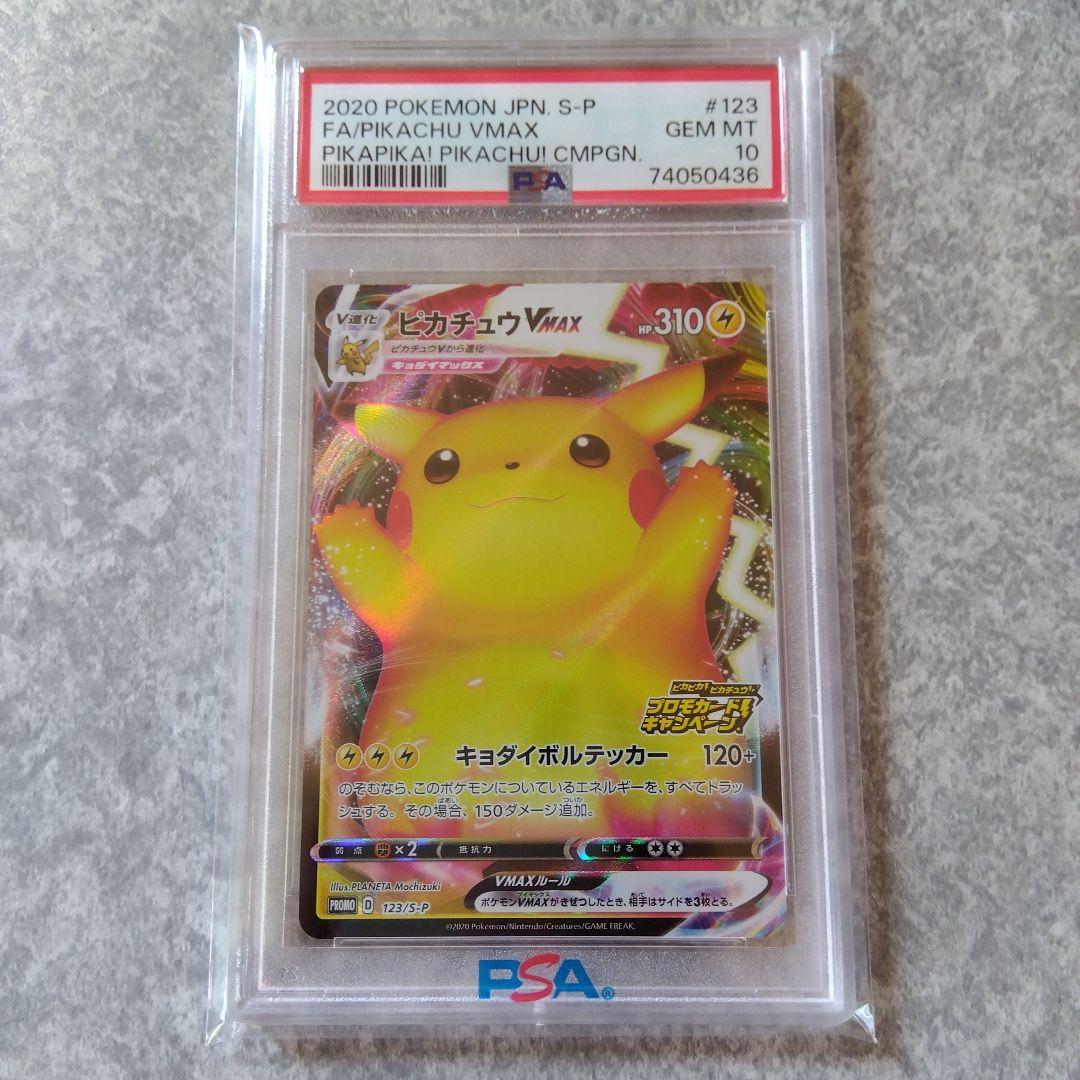 2020 POKEMON JPN. S-P #123
FA/PIKACHU VMAX GEM MT
PIKAPIKA! PIKACHU! CMPGN. 10
PSA 74050436
V進化 ピカチュウVMAX HP 310
ピカチュウVから進化
キョダイマックス
ピカピカ! ピカチュウ!
プロモカード
キャンペーン!
キョダイボルテッカー 120+
のぞむなら、このポケモンについているエネルギーを、すべてトラッ
シュする。その場合、150ダメージ追加。
弱点 ×2 抵抗力 にげる
Illus. PLANETA Mochizuki VMAXルール
PROMO D 123/S-P ポケモンVMAXがきぜつしたとき、相手はサイドを3枚とる。
©2020 Pokémon/Nintendo/Creatures/GAME FREAK.
PSA®